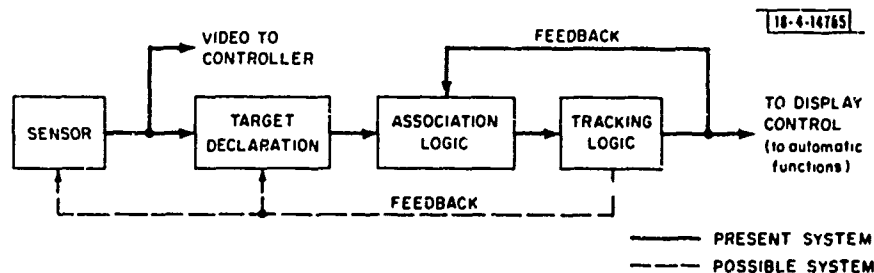 18-4-14765
VIDEO TO
CONTROLLER
FEEDBACK
SENSOR
TARGET
DECLARATION
ASSOCIATION
LOGIC
TRACKING
LOGIC
TO DISPLAY
CONTROL
(to automatic
functions)
FEEDBACK
PRESENT SYSTEM
POSSIBLE SYSTEM